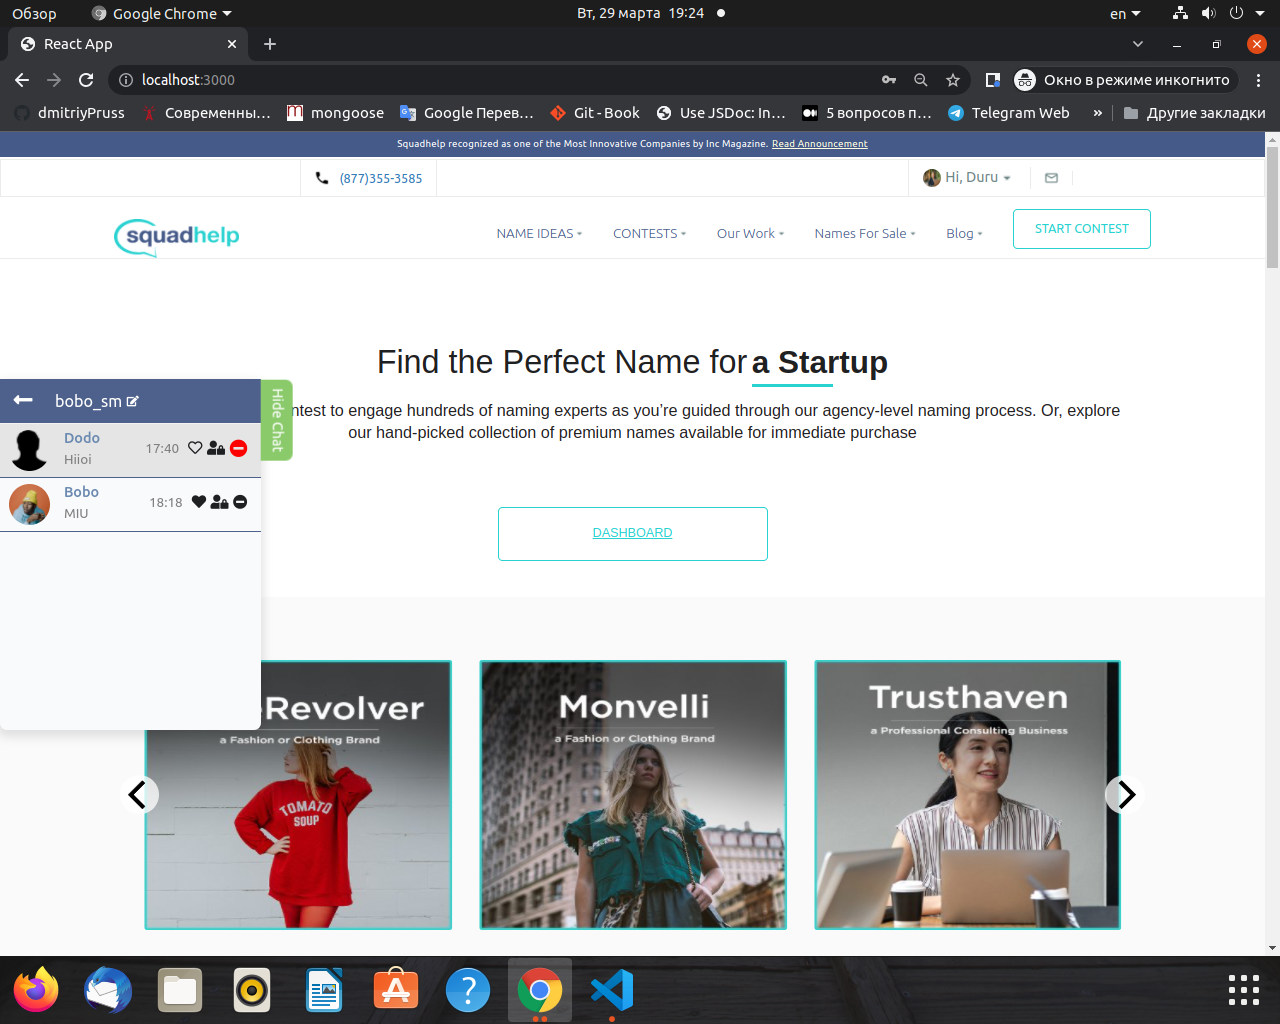 Обзор
Google Chrome
Вт, 29 марта 19:24
en
React App
localhost:3000
Окно в режиме инкогнито
dmitriyPruss
Современны…
mongoose
Google Перев…
Git - Book
Use JSDoc: In…
5 вопросов п…
Telegram Web
»
Другие закладки
Squadhelp recognized as one of the Most Innovative Companies by Inc Magazine. Read Announcement
(877)355-3585
Hi, Duru
squadhelp
NAME IDEAS
CONTESTS
Our Work
Names For Sale
Blog
START CONTEST
Find the Perfect Name for a Startup
ntest to engage hundreds of naming experts as you’re guided through our agency-level naming process. Or, explore
our hand-picked collection of premium names available for immediate purchase
bobo_sm
Hide Chat
Dodo
Hiioi
17:40
Bobo
MIU
18:18
DASHBOARD
eRevolver
a Fashion or Clothing Brand
TOMATO
SOUP
Monvelli
a Fashion or Clothing Brand
Trusthaven
a Professional Consulting Business